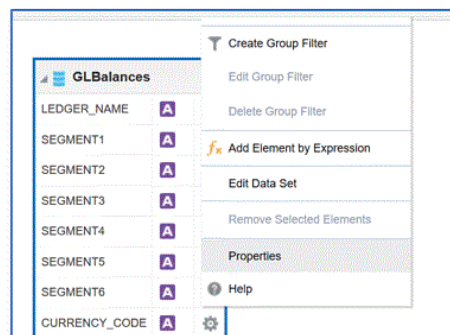 Create Group Filter
GLBalances
Edit Group Filter
LEDGER_NAME A
Delete Group Filter
SEGMENT1 A
fx Add Element by Expression
SEGMENT2 A
Edit Data Set
SEGMENT3 A
Remove Selected Elements
SEGMENT4 A
SEGMENT5 A
Properties
SEGMENT6 A
? Help
CURRENCY_CODE A